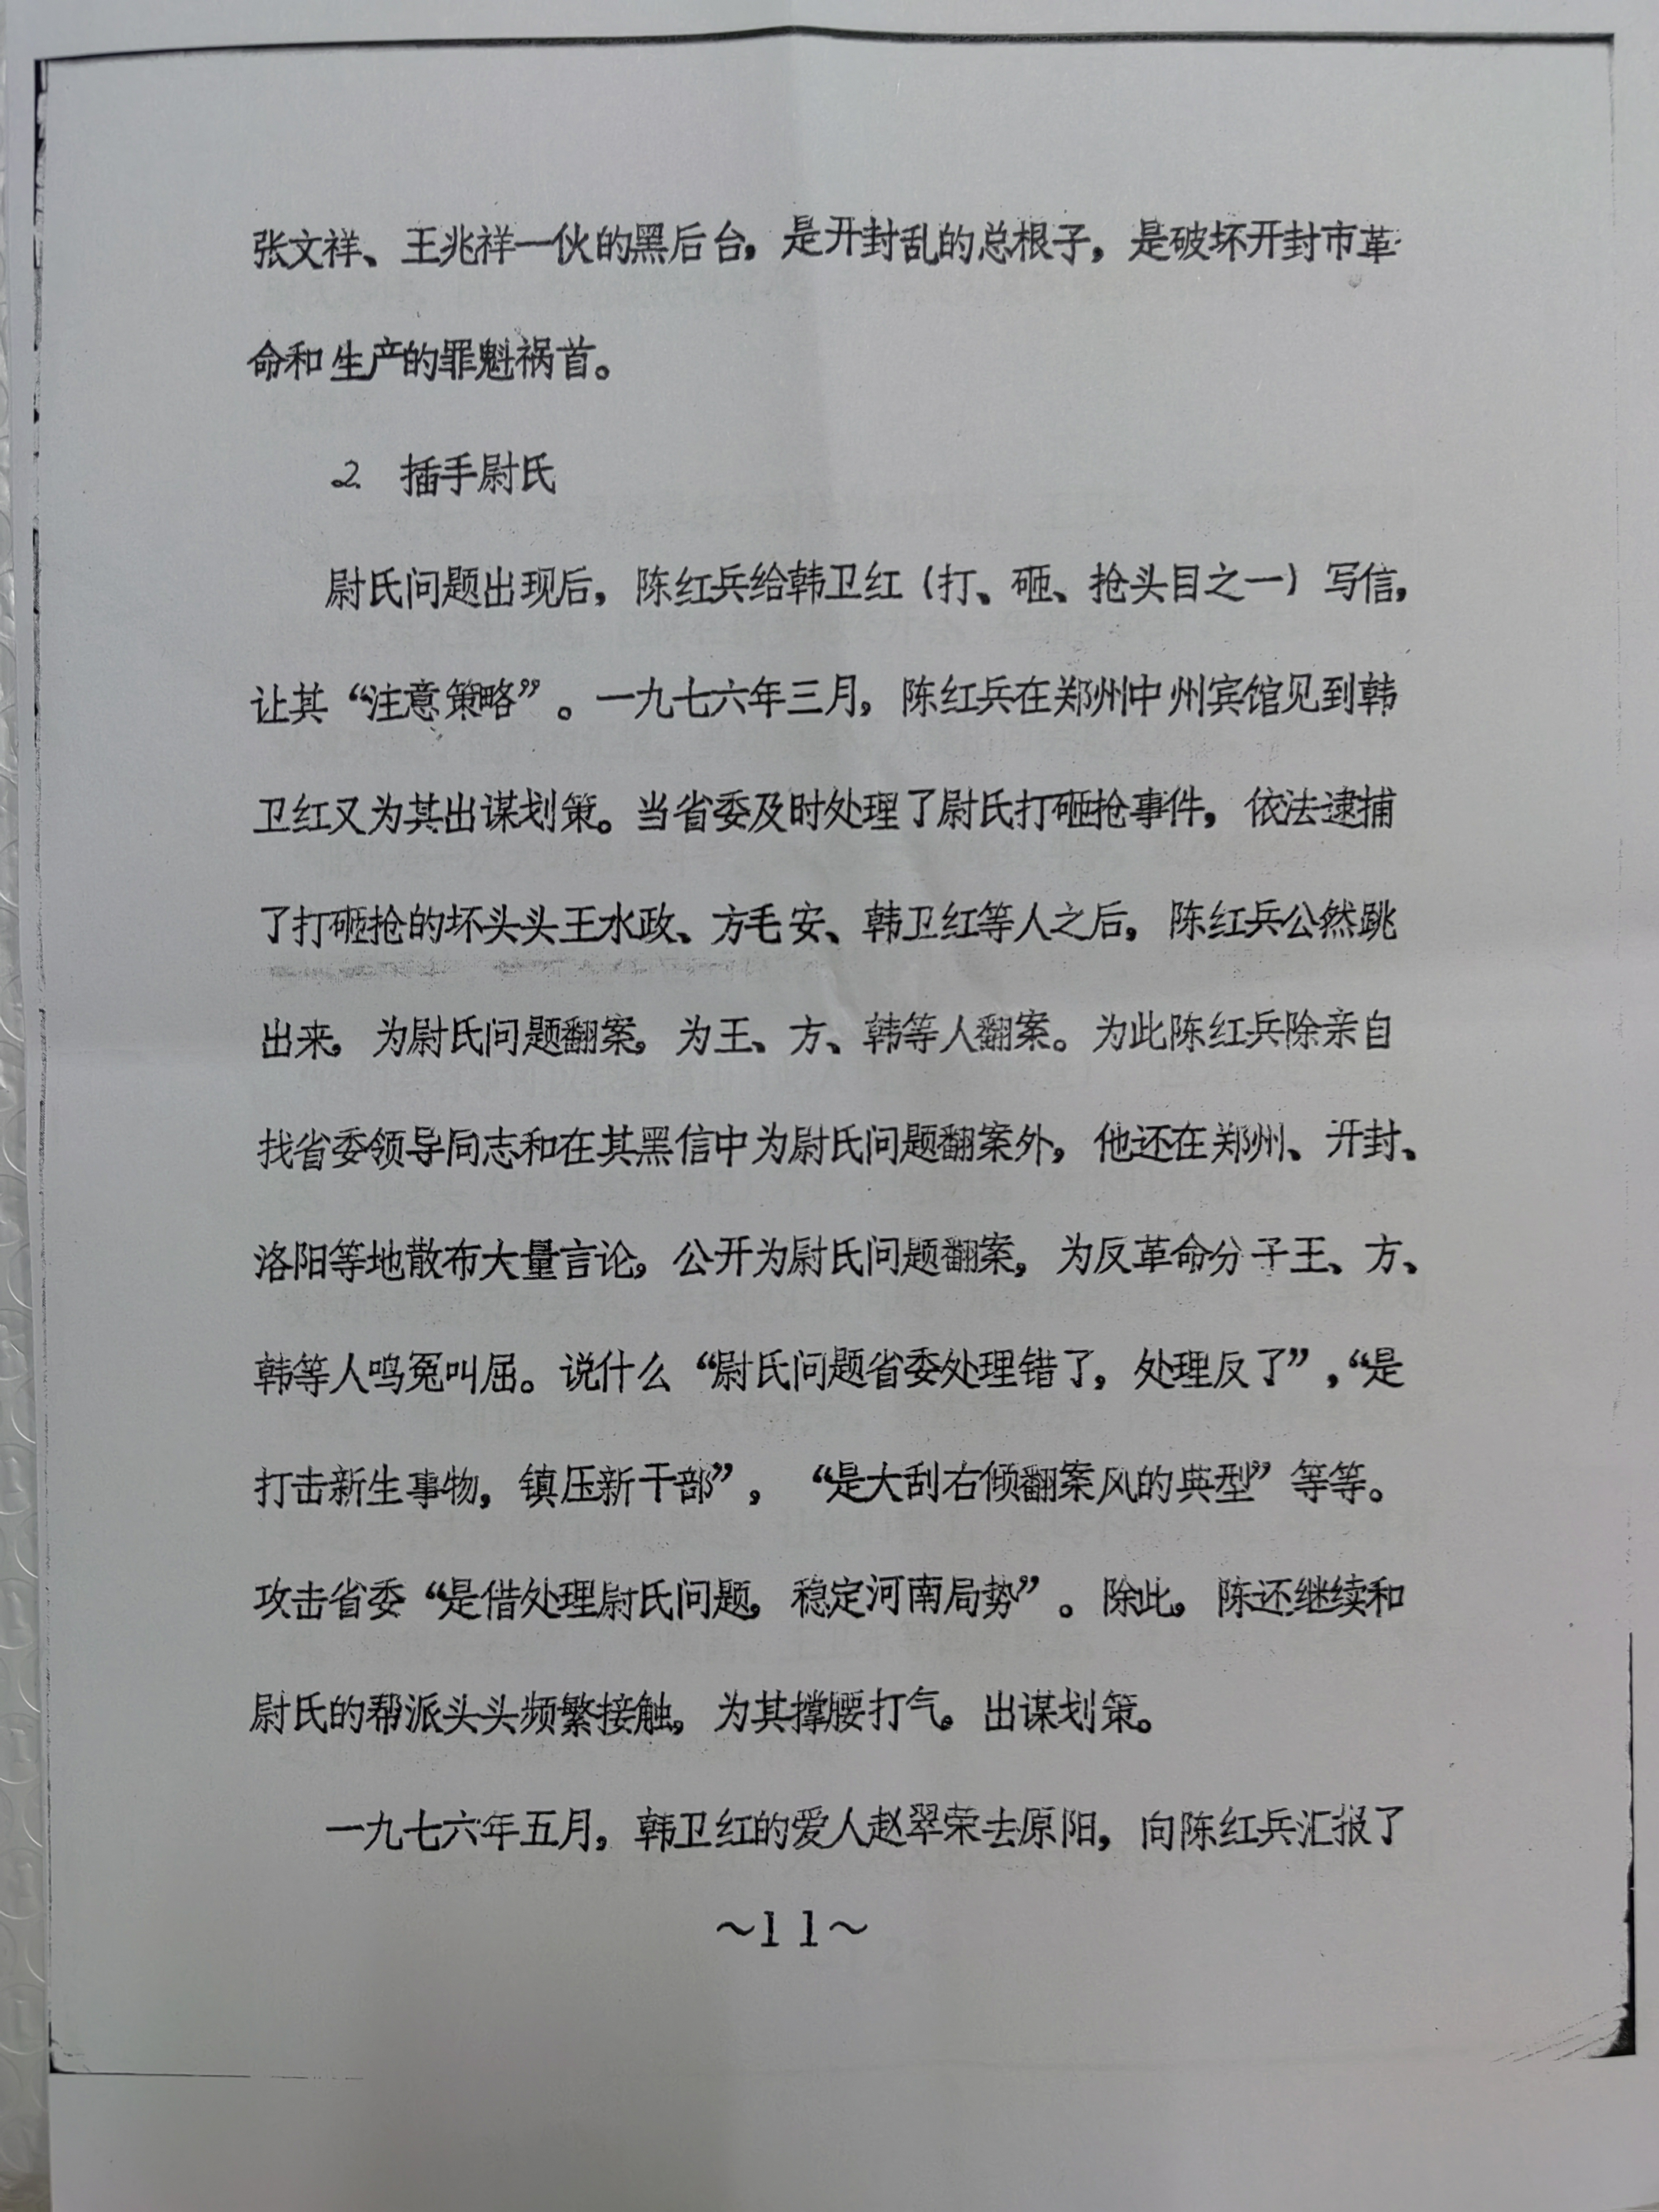 张文祥、王兆祥一伙的黑后台，是开封乱的总根子，是破坏开封市革
命和生产的罪魁祸首。
2. 插手尉氏
尉氏问题出现后，陈红兵给韩卫红（打、砸、抢头目之一）写信，
让其“注意策略”。一九七六年三月，陈红兵在郑州中州宾馆见到韩
卫红又为其出谋划策。当省委及时处理了尉氏打砸抢事件，依法逮捕
了打砸抢的坏头头王水政、方毛安、韩卫红等人之后，陈红兵公然跳
出来，为尉氏问题翻案，为王、方、韩等人翻案。为此陈红兵除亲自
找省委领导同志和在其黑信中为尉氏问题翻案外，他还在郑州、开封、
洛阳等地散布大量言论，公开为尉氏问题翻案，为反革命分子王、方、
韩等人鸣冤叫屈。说什么“尉氏问题省委处理错了，处理反了”，“是
打击新生事物，镇压新干部”，“是大刮右倾翻案风的典型”等等。
攻击省委“是借处理尉氏问题，稳定河南局势”。除此，陈还继续和
尉氏的帮派头头频繁接触，为其撑腰打气。出谋划策。
一九七六年五月，韩卫红的爱人赵翠荣去原阳，向陈红兵汇报了
～11～